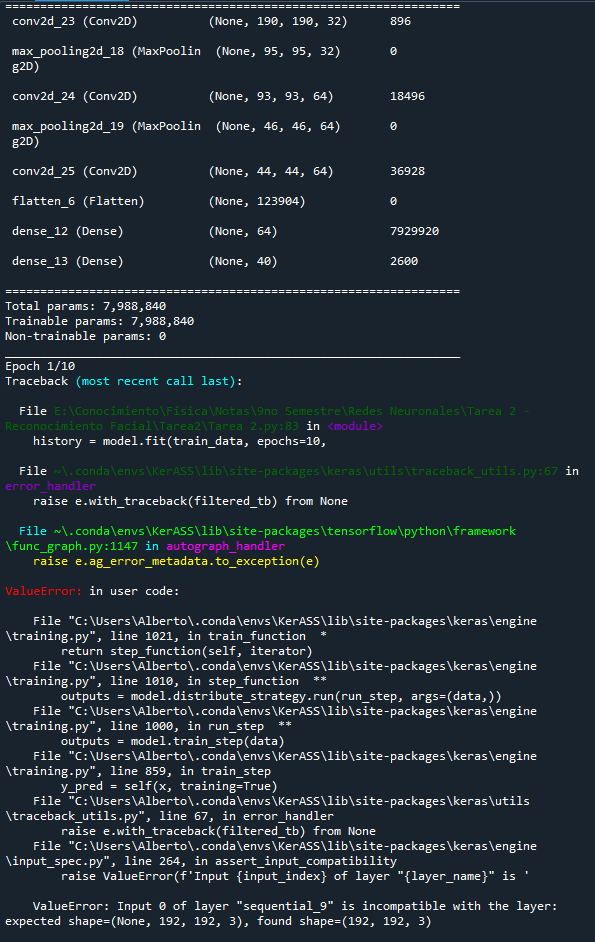 =================================================================
conv2d_23 (Conv2D) (None, 190, 190, 32) 896
max_pooling2d_18 (MaxPoolin (None, 95, 95, 32) 0
g2D)
conv2d_24 (Conv2D) (None, 93, 93, 64) 18496
max_pooling2d_19 (MaxPoolin (None, 46, 46, 64) 0
g2D)
conv2d_25 (Conv2D) (None, 44, 44, 64) 36928
flatten_6 (Flatten) (None, 123904) 0
dense_12 (Dense) (None, 64) 7929920
dense_13 (Dense) (None, 40) 2600
=================================================================
Total params: 7,988,840
Trainable params: 7,988,840
Non-trainable params: 0
_________________________________________________________________
Epoch 1/10
Traceback (most recent call last):
File E:\Conocimiento\Fisica\Notas\9no Semestre\Redes Neuronales\Tarea 2 -
Reconocimiento Facial\Tarea2\Tarea 2.py:83 in <module>
history = model.fit(train_data, epochs=10,
File ~\.conda\envs\KerASS\lib\site-packages\keras\utils\traceback_utils.py:67 in
error_handler
raise e.with_traceback(filtered_tb) from None
File ~\.conda\envs\KerASS\lib\site-packages\tensorflow\python\framework
\func_graph.py:1147 in autograph_handler
raise e.ag_error_metadata.to_exception(e)
ValueError: in user code:
File "C:\Users\Alberto\.conda\envs\KerASS\lib\site-packages\keras\engine
\training.py", line 1021, in train_function *
return step_function(self, iterator)
File "C:\Users\Alberto\.conda\envs\KerASS\lib\site-packages\keras\engine
\training.py", line 1010, in step_function **
outputs = model.distribute_strategy.run(run_step, args=(data,))
File "C:\Users\Alberto\.conda\envs\KerASS\lib\site-packages\keras\engine
\training.py", line 1000, in run_step **
outputs = model.train_step(data)
File "C:\Users\Alberto\.conda\envs\KerASS\lib\site-packages\keras\engine
\training.py", line 859, in train_step
y_pred = self(x, training=True)
File "C:\Users\Alberto\.conda\envs\KerASS\lib\site-packages\keras\utils
\traceback_utils.py", line 67, in error_handler
raise e.with_traceback(filtered_tb) from None
File "C:\Users\Alberto\.conda\envs\KerASS\lib\site-packages\keras\engine
\input_spec.py", line 264, in assert_input_compatibility
raise ValueError(f'Input {input_index} of layer "{layer_name}" is '
ValueError: Input 0 of layer "sequential_9" is incompatible with the layer:
expected shape=(None, 192, 192, 3), found shape=(192, 192, 3)